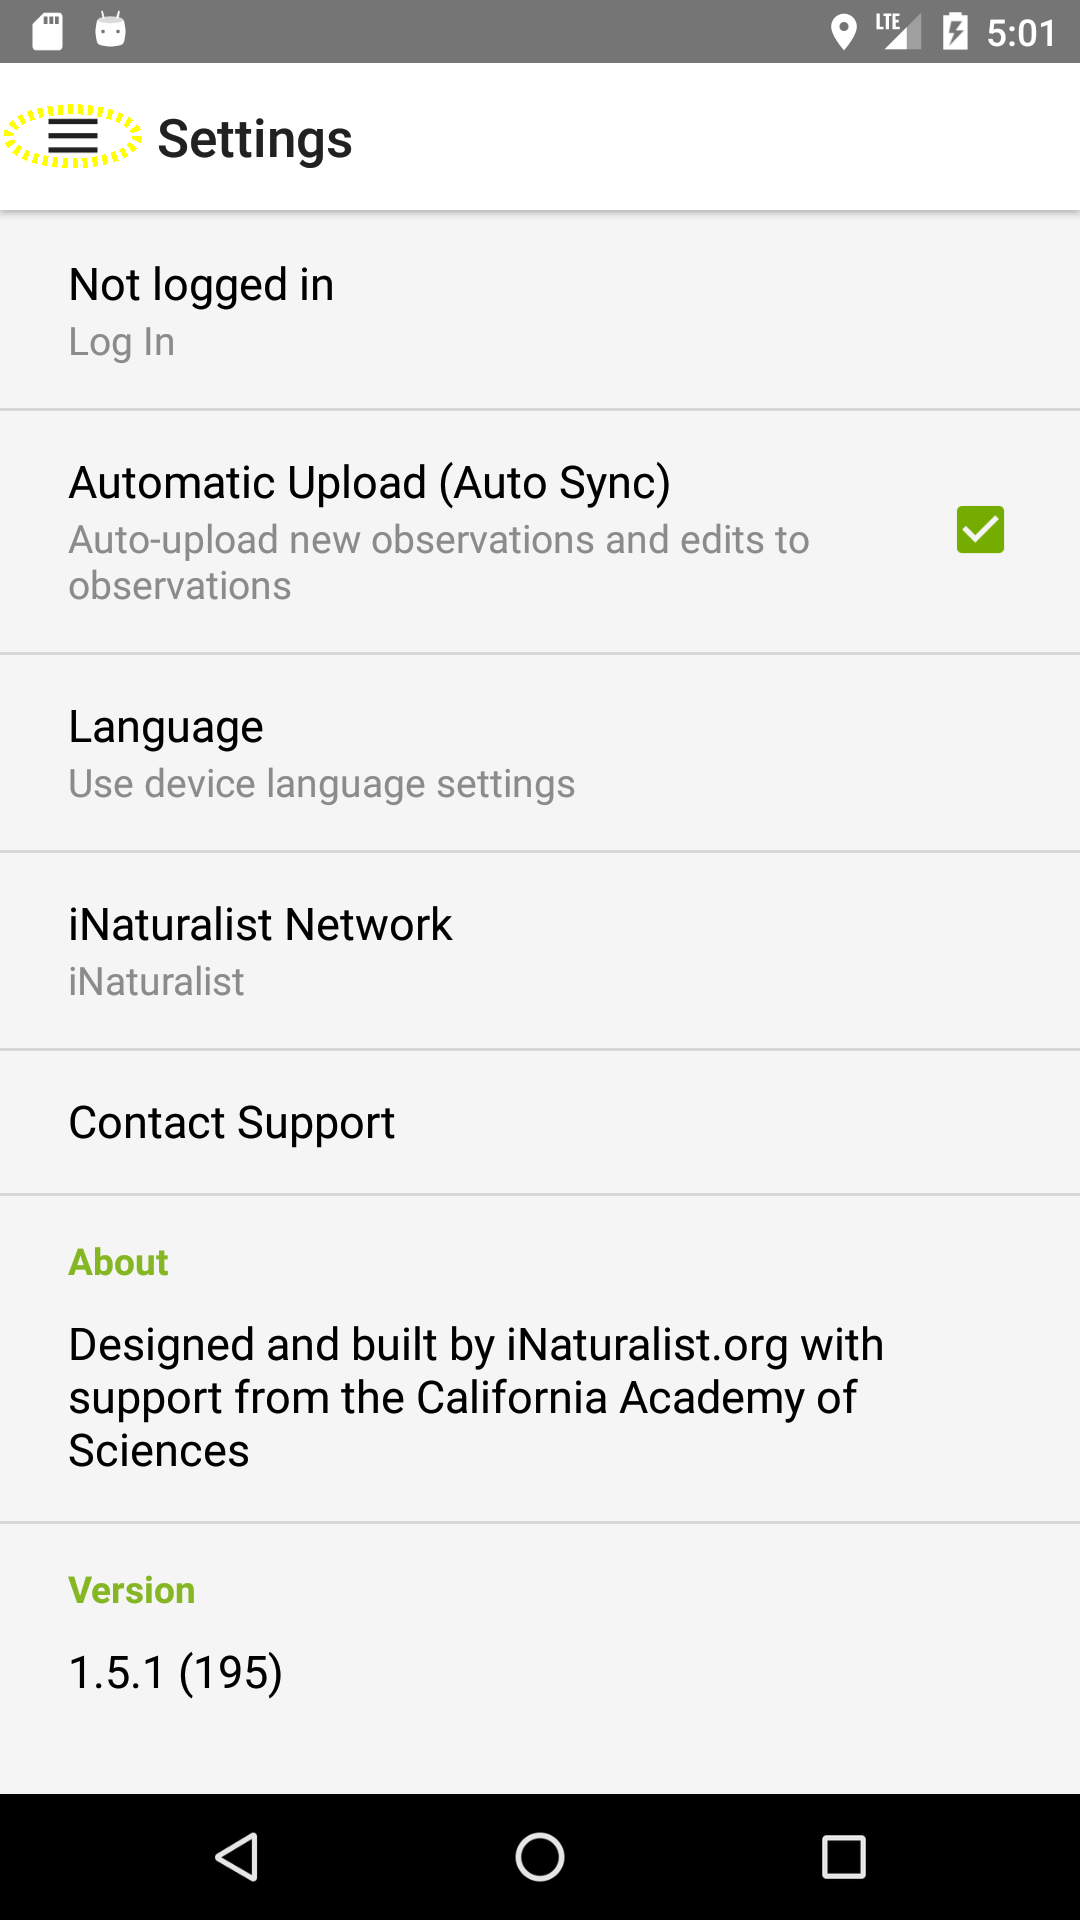 LTE 5:01
Settings
Not logged in
Log In
Automatic Upload (Auto Sync)
Auto-upload new observations and edits to
observations
Language
Use device language settings
iNaturalist Network
iNaturalist
Contact Support
About
Designed and built by iNaturalist.org with
support from the California Academy of
Sciences
Version
1.5.1 (195)